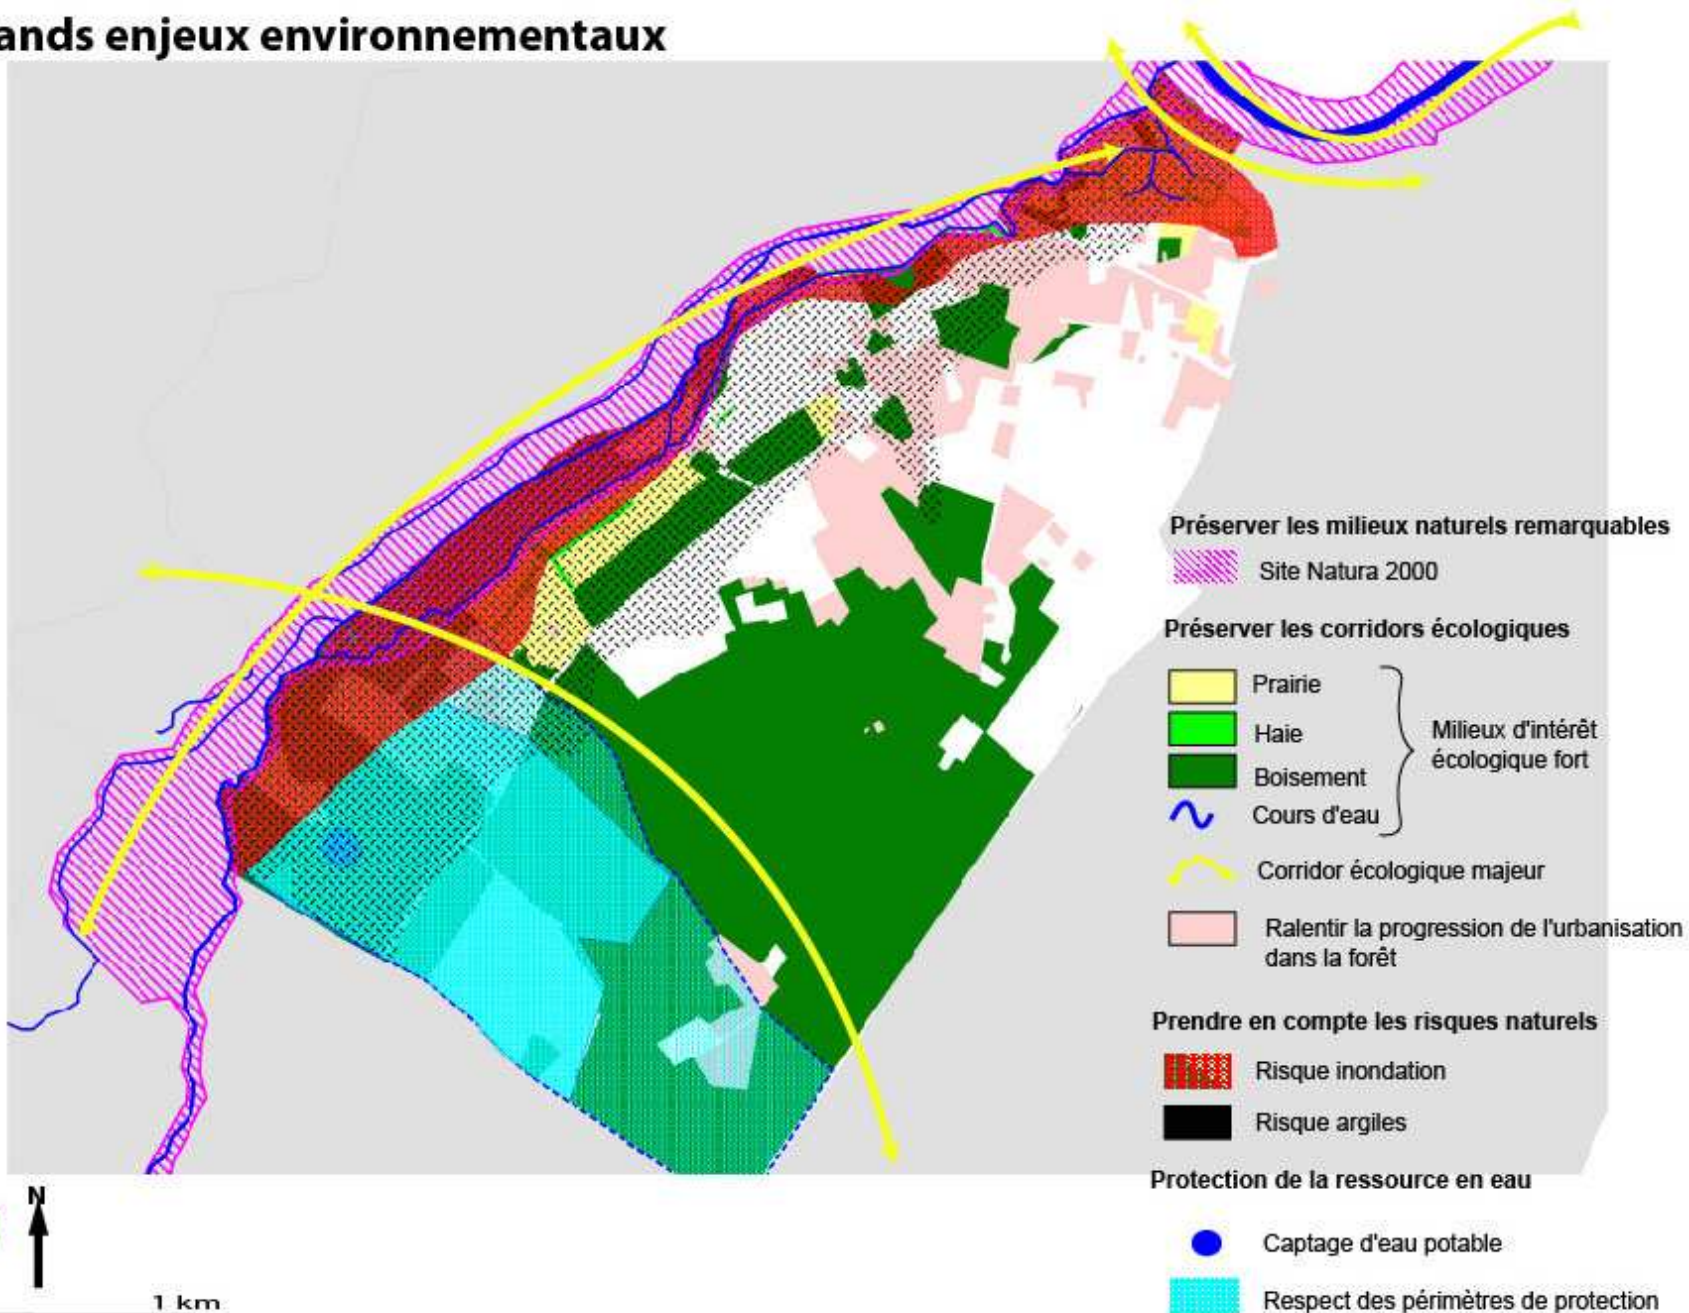 ands enjeux environnementaux
Préserver les milieux naturels remarquables
Site Natura 2000
Préserver les corridors écologiques
Prairie
Haie
Boisement
Cours d'eau
Milieux d'intérêt
écologique fort
Corridor écologique majeur
Ralentir la progression de l'urbanisation
dans la forêt
Prendre en compte les risques naturels
Risque inondation
Risque argiles
Protection de la ressource en eau
Captage d'eau potable
Respect des périmètres de protection
N
1 km